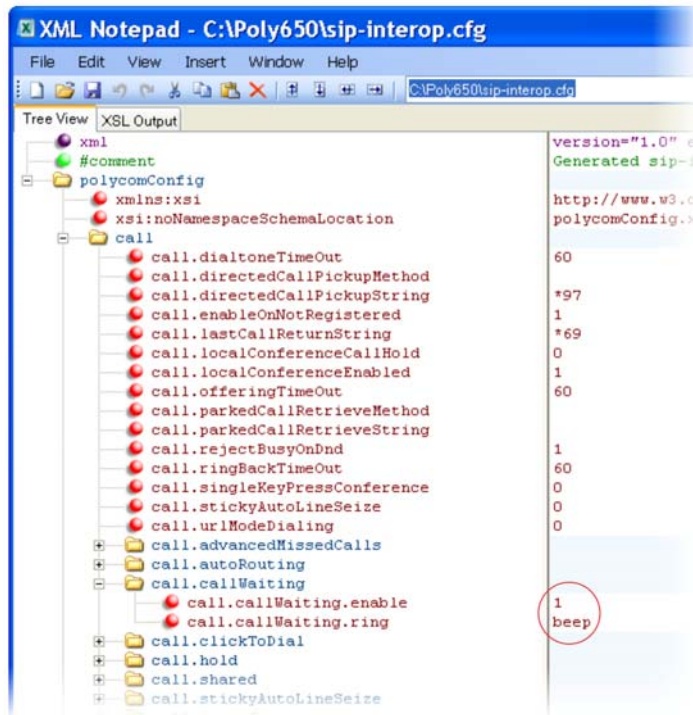 XML Notepad - C:\Poly650\sip-interop.cfg
File Edit View Insert Window Help
C:\Poly650\sip-interop.cfg
Tree View XSL Output
xml version="1.0"
#comment Generated sip-
polycomConfig
xmlns:xsi http://www.w3.
xsi:noNamespaceSchemaLocation polycomConfig.
call
call.dialtoneTimeOut 60
call.directedCallPickupMethod
call.directedCallPickupString *97
call.enableOnNotRegistered 1
call.lastCallReturnString *69
call.localConferenceCallHold 0
call.localConferenceEnabled 1
call.offeringTimeOut 60
call.parkedCallRetrieveMethod
call.parkedCallRetrieveString
call.rejectBusyOnDnd 1
call.ringBackTimeOut 60
call.singleKeyPressConference 0
call.stickyAutoLineSeize 0
call.urlModeDialing 0
call.advancedMissedCalls
call.autoRouting
call.callWaiting
call.callWaiting.enable 1
call.callWaiting.ring beep
call.clickToDial
call.hold
call.shared
call.stickyAutoLineSeize